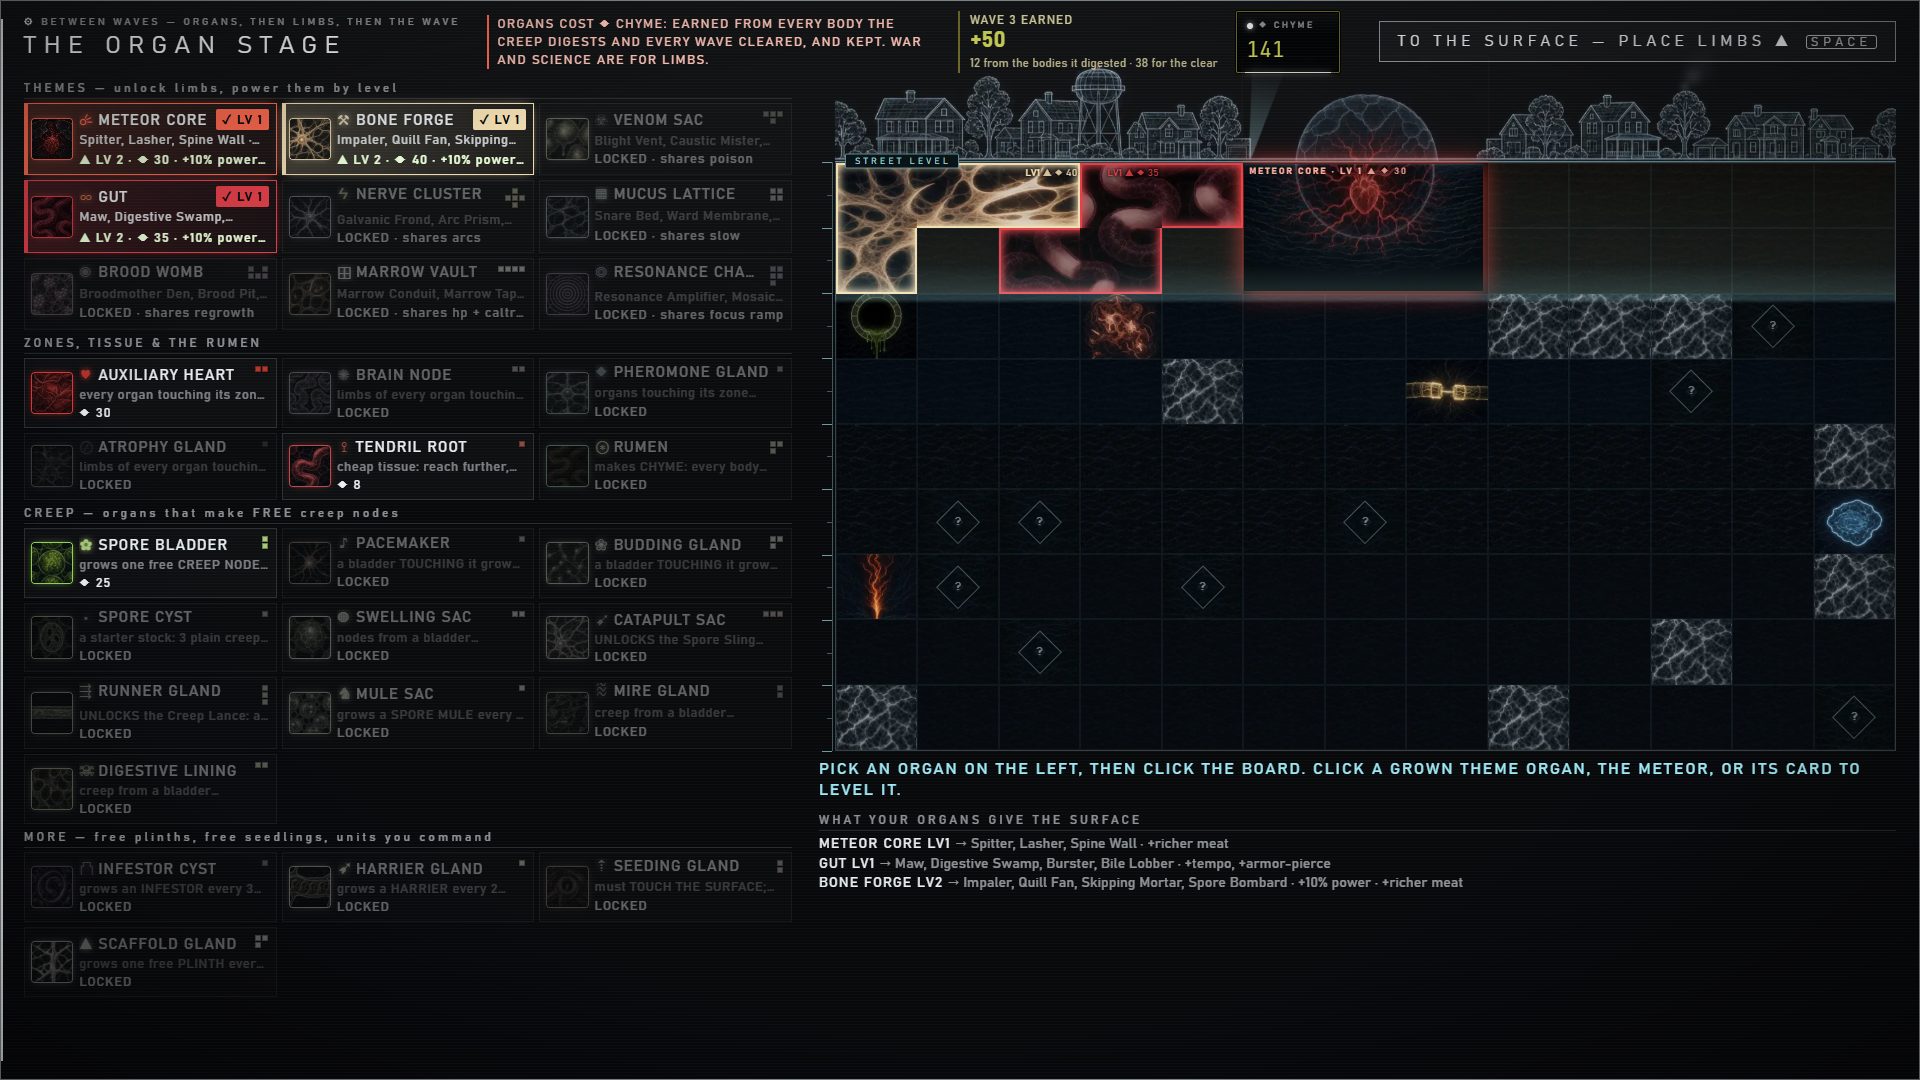 BETWEEN WAVES — ORGANS, THEN LIMBS, THEN THE WAVE
THE ORGAN STAGE
ORGANS COST ◆ CHYME: EARNED FROM EVERY BODY THE
CREEP DIGESTS AND EVERY WAVE CLEARED, AND KEPT. WAR
AND SCIENCE ARE FOR LIMBS.
WAVE 3 EARNED
+50
12 from the bodies it digested · 38 for the clear
◆ CHYME
141
TO THE SURFACE — PLACE LIMBS ▲ SPACE
THEMES — unlock limbs, power them by level
METEOR CORE ✓ LV 1
Spitter, Lasher, Spine Wall ·…
▲ LV 2 · ◆ 30 · +10% power…
BONE FORGE ✓ LV 1
Impaler, Quill Fan, Skipping…
▲ LV 2 · ◆ 40 · +10% power…
VENOM SAC
Blight Vent, Caustic Mister,…
LOCKED · shares poison
GUT ✓ LV 1
Maw, Digestive Swamp,…
▲ LV 2 · ◆ 35 · +10% power…
NERVE CLUSTER
Galvanic Frond, Arc Prism,…
LOCKED · shares arcs
MUCUS LATTICE
Snare Bed, Ward Membrane,…
LOCKED · shares slow
BROOD WOMB
Broodmother Den, Brood Pit,…
LOCKED · shares regrowth
MARROW VAULT
Marrow Conduit, Marrow Tap…
LOCKED · shares hp + caltr…
RESONANCE CHA…
Resonance Amplifier, Mosaic…
LOCKED · shares focus ramp
ZONES, TISSUE & THE RUMEN
AUXILIARY HEART
every organ touching its zon…
◆ 30
BRAIN NODE
limbs of every organ touchin…
LOCKED
PHEROMONE GLAND
organs touching its zone…
LOCKED
ATROPHY GLAND
limbs of every organ touchin…
LOCKED
TENDRIL ROOT
cheap tissue: reach further,…
◆ 8
RUMEN
makes CHYME: every body…
LOCKED
CREEP — organs that make FREE creep nodes
SPORE BLADDER
grows one free CREEP NODE…
◆ 25
PACEMAKER
a bladder TOUCHING it grow…
LOCKED
BUDDING GLAND
a bladder TOUCHING it grow…
LOCKED
SPORE CYST
a starter stock: 3 plain creep…
LOCKED
SWELLING SAC
nodes from a bladder…
LOCKED
CATAPULT SAC
UNLOCKS the Spore Sling…
LOCKED
RUNNER GLAND
UNLOCKS the Creep Lance: a…
LOCKED
MULE SAC
grows a SPORE MULE every …
LOCKED
MIRE GLAND
creep from a bladder…
LOCKED
DIGESTIVE LINING
creep from a bladder…
LOCKED
MORE — free plinths, free seedlings, units you command
INFESTOR CYST
grows an INFESTOR every 3…
LOCKED
HARRIER GLAND
grows a HARRIER every 2…
LOCKED
SEEDING GLAND
must TOUCH THE SURFACE;…
LOCKED
SCAFFOLD GLAND
grows one free PLINTH ever…
LOCKED
STREET LEVEL
LV1 ▲ ◆ 40
LV1 ▲ ◆ 35
METEOR CORE · LV 1 ▲ ◆ 30
?
?
? ? ?
? ?
?
?
PICK AN ORGAN ON THE LEFT, THEN CLICK THE BOARD. CLICK A GROWN THEME ORGAN, THE METEOR, OR ITS CARD TO
LEVEL IT.
WHAT YOUR ORGANS GIVE THE SURFACE
METEOR CORE LV1 → Spitter, Lasher, Spine Wall · +richer meat
GUT LV1 → Maw, Digestive Swamp, Burster, Bile Lobber · +tempo, +armor-pierce
BONE FORGE LV2 → Impaler, Quill Fan, Skipping Mortar, Spore Bombard · +10% power · +richer meat